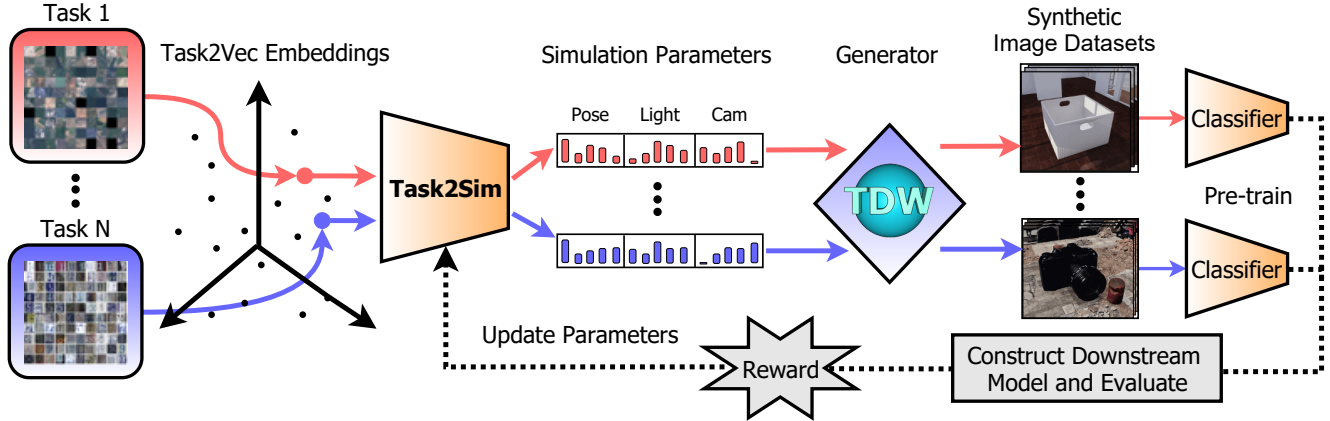 Task 1
Task N
Task2Vec Embeddings
Task2Sim
Simulation Parameters
Pose
Light
Cam
Generator
TDW
Synthetic
Image Datasets
Classifier
Pre-train
Classifier
Update Parameters
Reward
Construct Downstream
Model and Evaluate